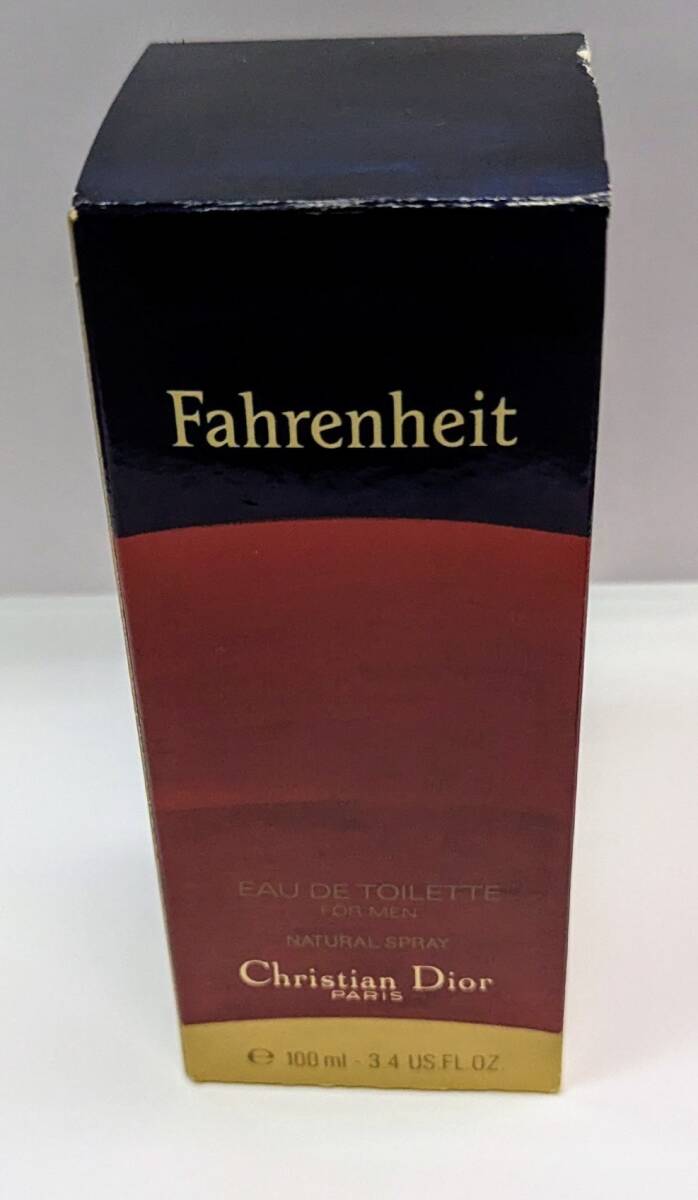 Fahrenheit
EAU DE TOILETTE
FOR MEN
NATURAL SPRAY
Christian Dior
PARIS
℮ 100 ml - 3.4 US.FL.OZ.